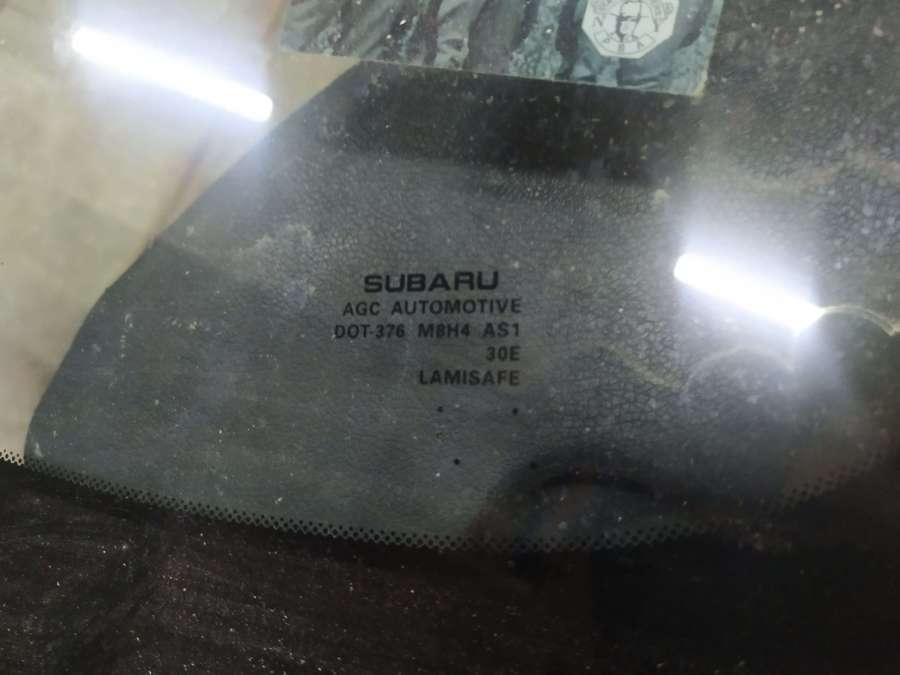 SUBARU
AGC AUTOMOTIVE
DOT-376 M8H4 AS1
30E
LAMISAFE